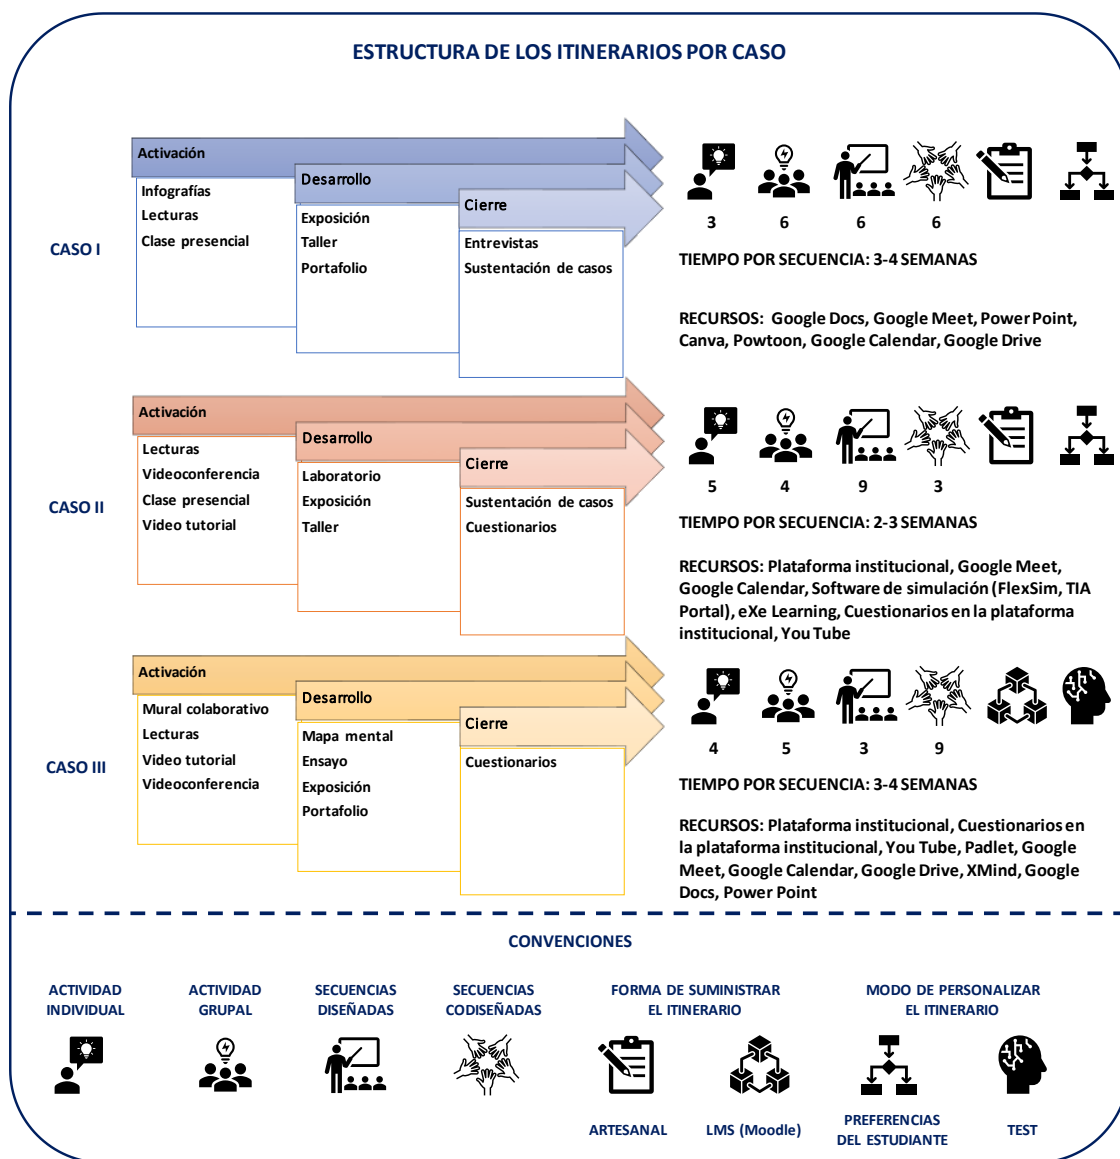 ESTRUCTURA DE LOS ITINERARIOS POR CASO
CASO I
Activación
Infografías
Lecturas
Clase presencial
Desarrollo
Exposición
Taller
Portafolio
Cierre
Entrevistas
Sustentación de casos
3 6 6 6
TIEMPO POR SECUENCIA: 3-4 SEMANAS
RECURSOS: Google Docs, Google Meet, Power Point,
Canva, Powtoon, Google Calendar, Google Drive
CASO II
Activación
Lecturas
Videoconferencia
Clase presencial
Video tutorial
Desarrollo
Laboratorio
Exposición
Taller
Cierre
Sustentación de casos
Cuestionarios
5 4 9 3
TIEMPO POR SECUENCIA: 2-3 SEMANAS
RECURSOS: Plataforma institucional, Google Meet,
Google Calendar, Software de simulación (FlexSim, TIA
Portal), eXe Learning, Cuestionarios en la plataforma
institucional, You Tube
CASO III
Activación
Mural colaborativo
Lecturas
Video tutorial
Videoconferencia
Desarrollo
Mapa mental
Ensayo
Exposición
Portafolio
Cierre
Cuestionarios
4 5 3 9
TIEMPO POR SECUENCIA: 3-4 SEMANAS
RECURSOS: Plataforma institucional, Cuestionarios en
la plataforma institucional, You Tube, Padlet, Google
Meet, Google Calendar, Google Drive, XMind, Google
Docs, Power Point
CONVENCIONES
ACTIVIDAD
INDIVIDUAL
ACTIVIDAD
GRUPAL
SECUENCIAS
DISEÑADAS
SECUENCIAS
CODISEÑADAS
FORMA DE SUMINISTRAR
EL ITINERARIO
ARTESANAL
LMS (Moodle)
MODO DE PERSONALIZAR
EL ITINERARIO
PREFERENCIAS
DEL ESTUDIANTE
TEST